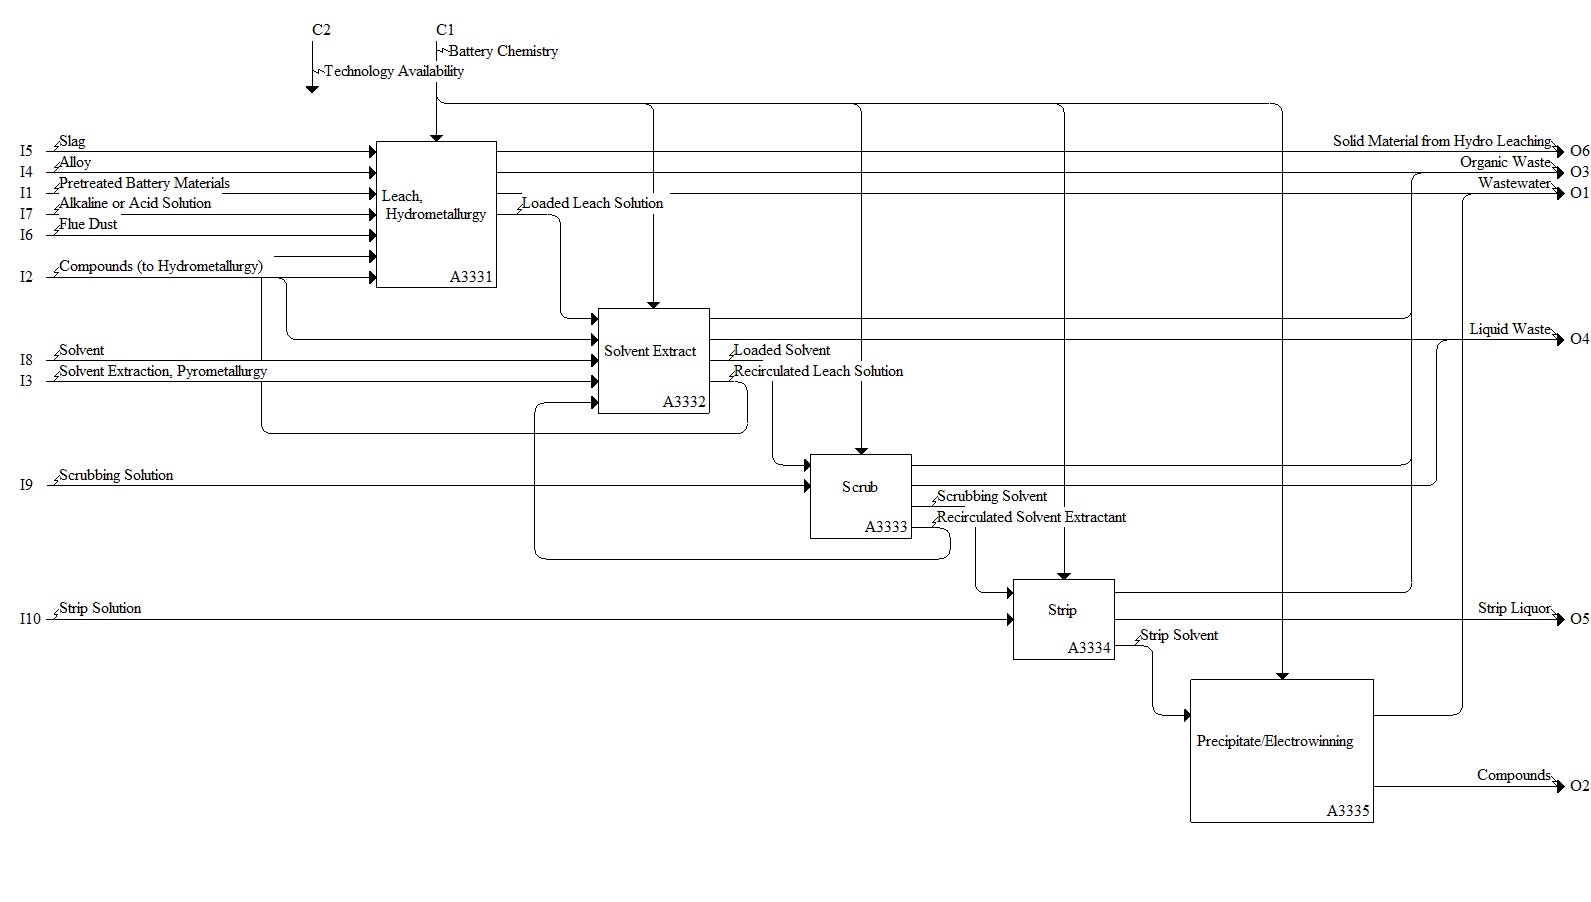 C2
C1
Battery Chemistry
Technology Availability
I5
Slag
Solid Material from Hydro Leaching
O6
I4
Alloy
Organic Waste
O3
I1
Pretreated Battery Materials
Wastewater
O1
Leach,
Hydrometallurgy
A3331
I7
Alkaline or Acid Solution
Loaded Leach Solution
I6
Flue Dust
I2
Compounds (to Hydrometallurgy)
Liquid Waste
O4
I8
Solvent
Solvent Extract
A3332
Loaded Solvent
I3
Solvent Extraction, Pyrometallurgy
Recirculated Leach Solution
I9
Scrubbing Solution
Scrub
A3333
Scrubbing Solvent
Recirculated Solvent Extractant
I10
Strip Solution
Strip
A3334
Strip Liquor
O5
Strip Solvent
Precipitate/Electrowinning
A3335
Compounds
O2